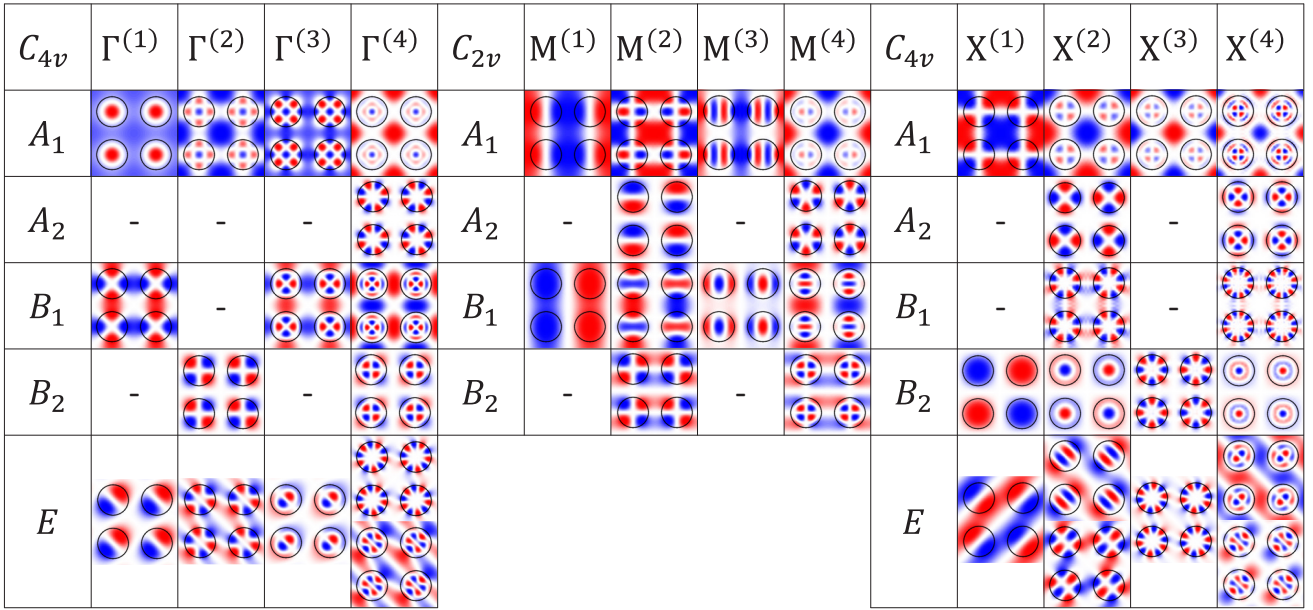 C₄ᵥ Γ⁽¹⁾ Γ⁽²⁾ Γ⁽³⁾ Γ⁽⁴⁾ C₂ᵥ M⁽¹⁾ M⁽²⁾ M⁽³⁾ M⁽⁴⁾ C₄ᵥ X⁽¹⁾ X⁽²⁾ X⁽³⁾ X⁽⁴⁾
A₁ A₁ A₁
A₂ - - - A₂ - - A₂ - -
B₁ - B₁ B₁ - -
B₂ - - B₂ - - B₂
E E